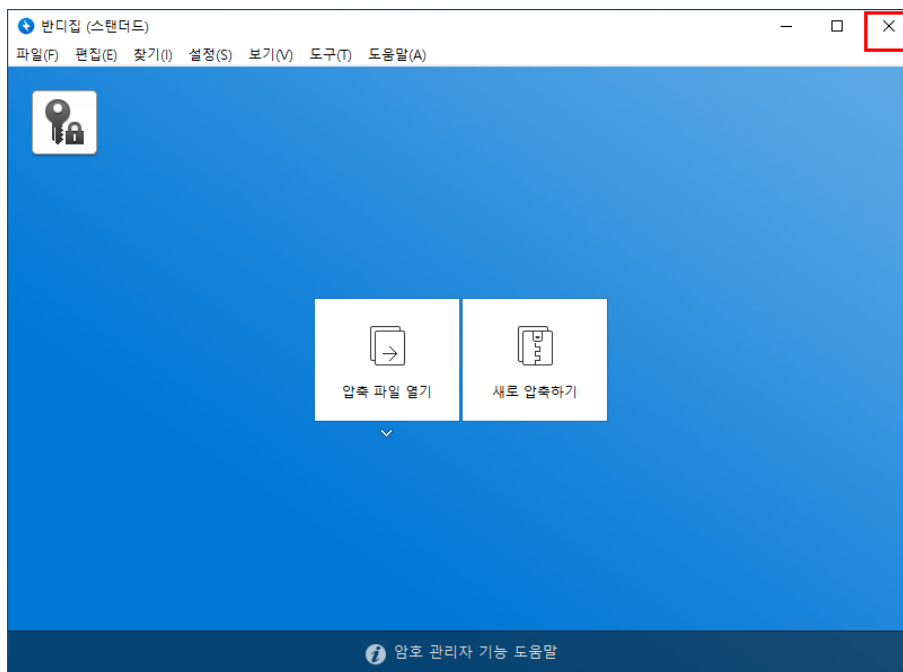 반디집 (스탠더드)
파일(F) 편집(E) 찾기(I) 설정(S) 보기(V) 도구(T) 도움말(A)
압축 파일 열기
새로 압축하기
암호 관리자 기능 도움말